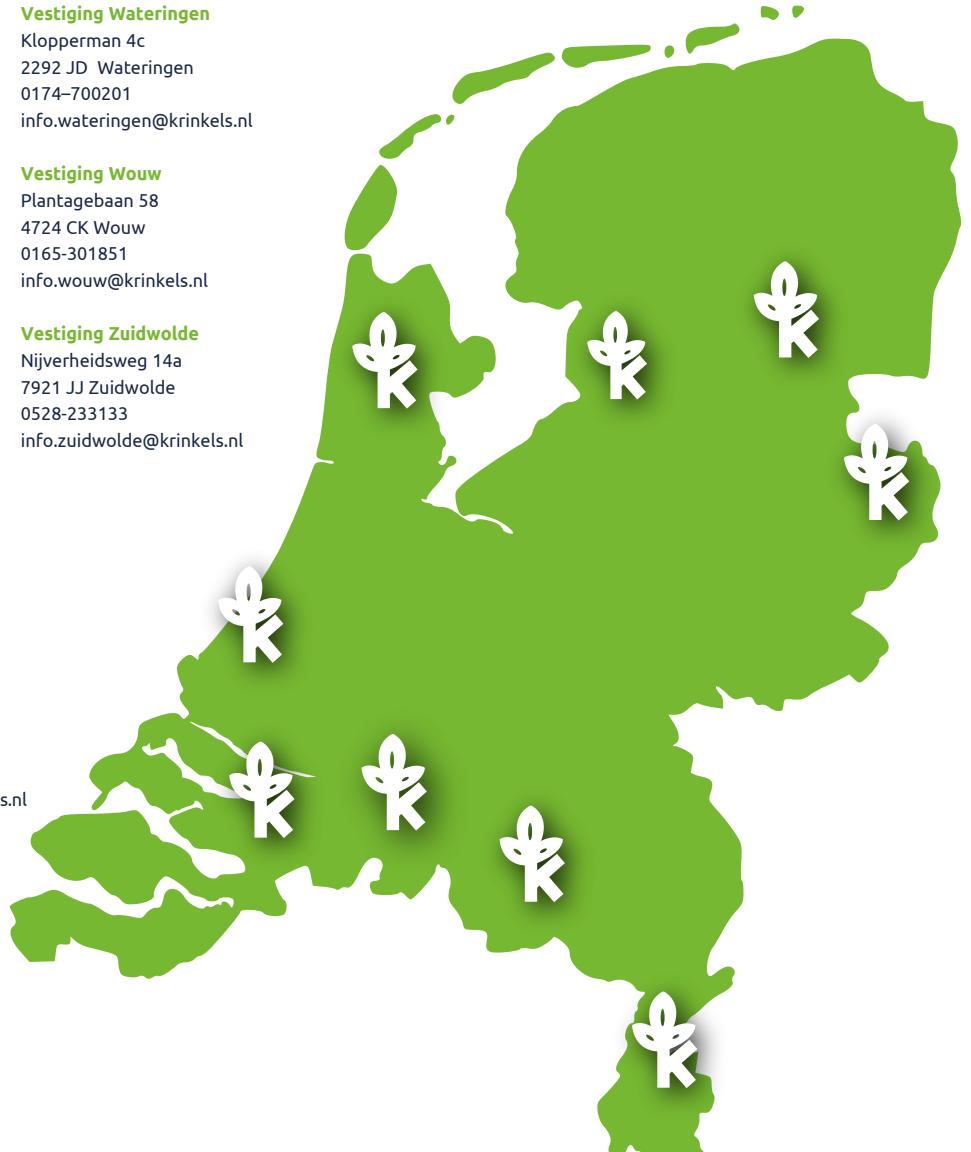 Vestiging Wateringen
Klopperman 4c
2292 JD  Wateringen
0174–700201
info.wateringen@krinkels.nl
Vestiging Wouw
Plantagebaan 58
4724 CK Wouw
0165-301851
info.wouw@krinkels.nl
Vestiging Zuidwolde
Nijverheidsweg 14a
7921 JJ Zuidwolde
0528-233133
info.zuidwolde@krinkels.nl
s.nl